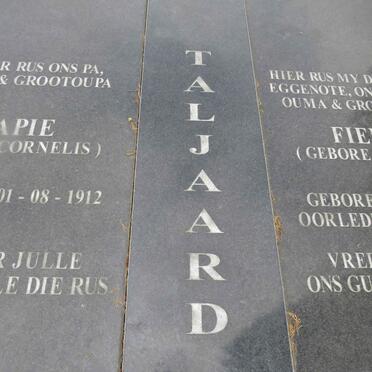 R RUS ONS PA,
& GROOTOUPA
APIE
CORNELIS )
01 - 08 - 1912
R JULLE
LE DIE RUS
TALJAARD
HIER RUS MY D
EGGENOTE, ON
OUMA & GRO
FIE
( GEBORE
GEBORE
OORLED
VRE
ONS GU